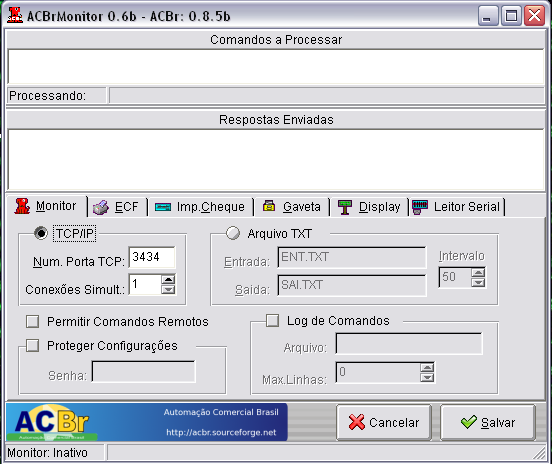 ACBrMonitor 0.6b - ACBr: 0.8.5b
Comandos a Processar
Processando:
Respostas Enviadas
Monitor ECF Imp.Cheque Gaveta Display Leitor Serial
TCP/IP
Num. Porta TCP: 3434
Conexões Simult.: 1
Arquivo TXT
Entrada: ENT.TXT
Saida: SAI.TXT
Intervalo
50
Permitir Comandos Remotos
Proteger Configurações
Senha:
Log de Comandos
Arquivo:
Max.Linhas: 0
ACBr
Automação Comercial Brasil
Automação Comercial Brasil
http://acbr.sourceforge.net
Cancelar
Salvar
Monitor: Inativo